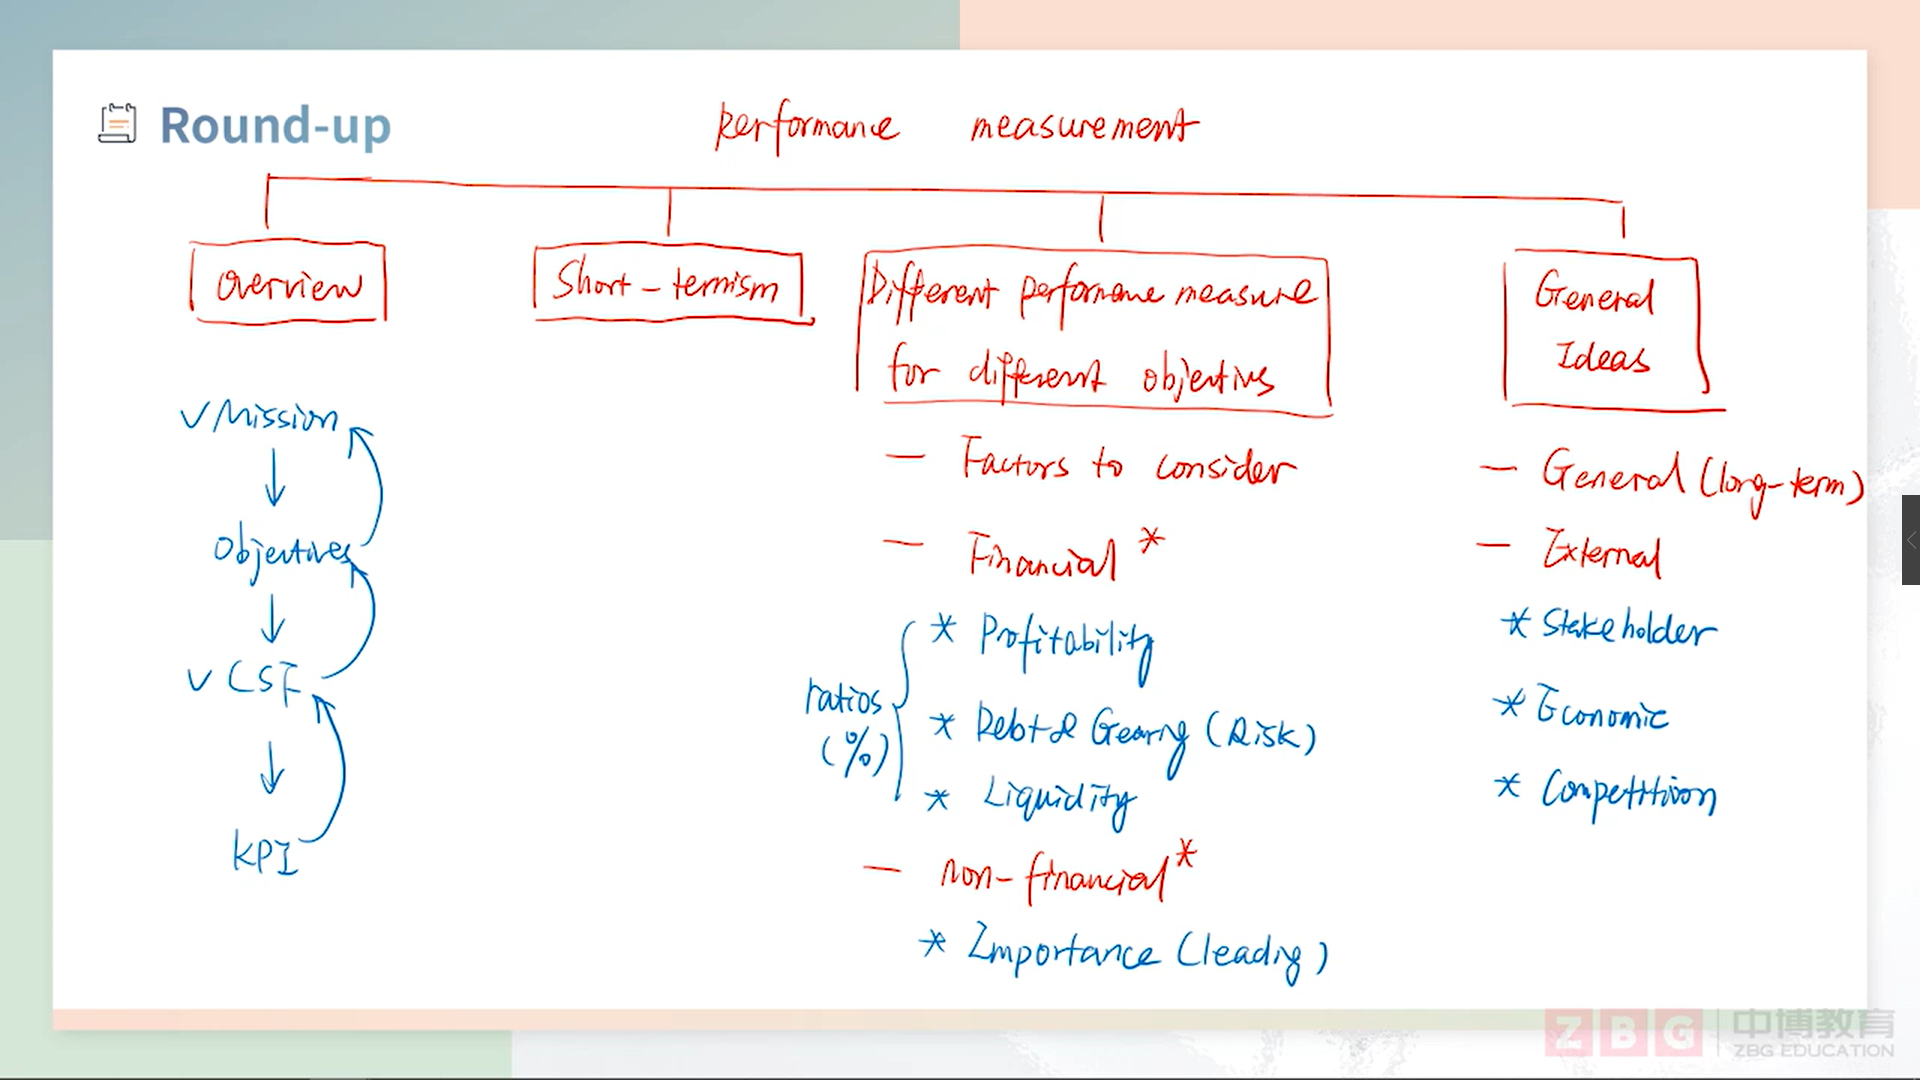 Round-up
performance measurement
Overview
Short-termism
Different performance measure
for different objectives
General
Ideas
✓ Mission
↓
Objectives
↓
✓ CSF
↓
KPI
— Factors to consider
— Financial *
ratios
(%)
* Profitability
* Debt & Gearing (Risk)
* Liquidity
— non-financial *
* Importance (leading)
— General (long-term)
— External
* Stakeholder
* Economic
* Competition
ZBG | 中博教育
ZBG EDUCATION